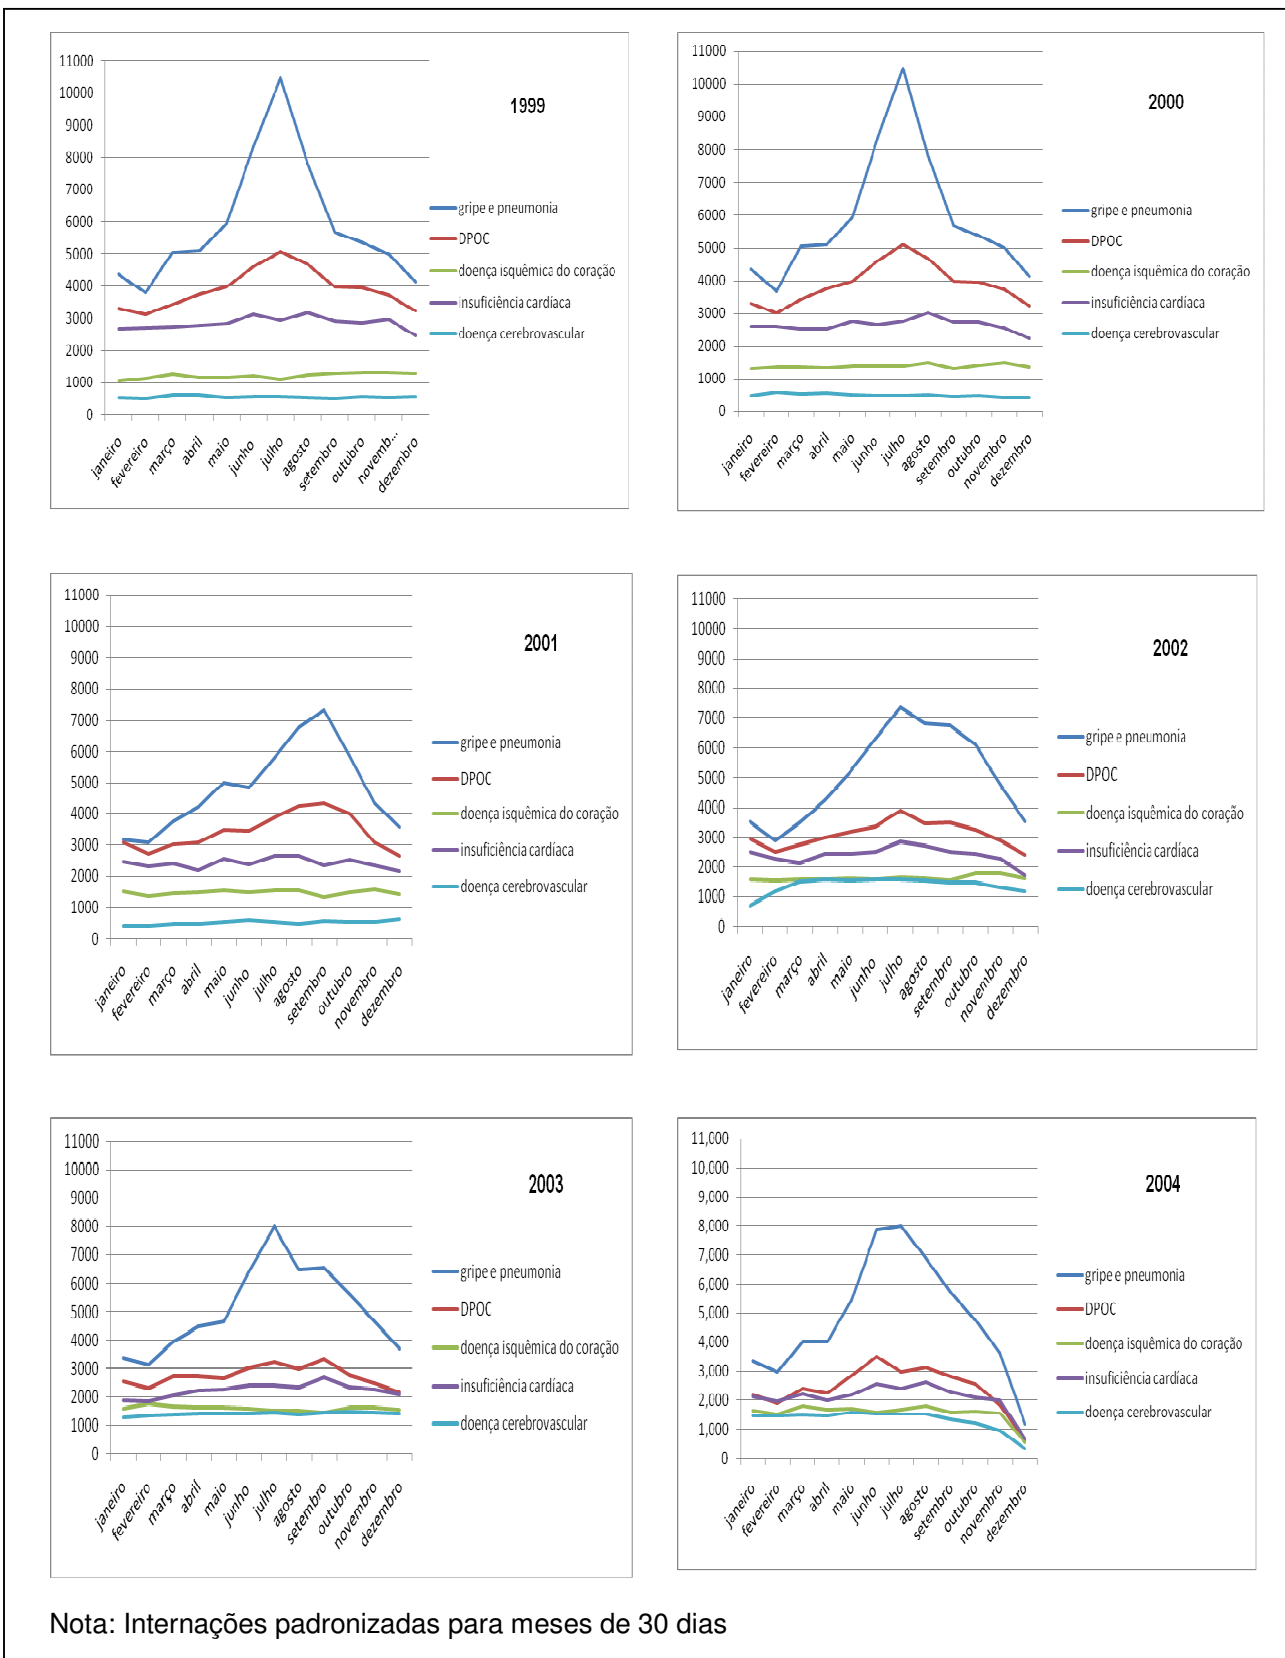 11000
10000
9000
8000
7000
6000
5000
4000
3000
2000
1000
0
1999
gripe e pneumonia
DPOC
doença isquêmica do coração
insuficiência cardíaca
doença cerebrovascular
janeiro
fevereiro
março
abril
maio
junho
julho
agosto
setembro
outubro
novemb...
dezembro
11000
10000
9000
8000
7000
6000
5000
4000
3000
2000
1000
0
2000
gripe e pneumonia
DPOC
doença isquêmica do coração
insuficiência cardíaca
doença cerebrovascular
janeiro
fevereiro
março
abril
maio
junho
julho
agosto
setembro
outubro
novembro
dezembro
11000
10000
9000
8000
7000
6000
5000
4000
3000
2000
1000
0
2001
gripe e pneumonia
DPOC
doença isquêmica do coração
insuficiência cardíaca
doença cerebrovascular
janeiro
fevereiro
março
abril
maio
junho
julho
agosto
setembro
outubro
novembro
dezembro
11000
10000
9000
8000
7000
6000
5000
4000
3000
2000
1000
0
2002
gripe e pneumonia
DPOC
doença isquêmica do coração
insuficiência cardíaca
doença cerebrovascular
janeiro
fevereiro
março
abril
maio
junho
julho
agosto
setembro
outubro
novembro
dezembro
11000
10000
9000
8000
7000
6000
5000
4000
3000
2000
1000
0
2003
gripe e pneumonia
DPOC
doença isquêmica do coração
insuficiência cardíaca
doença cerebrovascular
janeiro
fevereiro
março
abril
maio
junho
julho
agosto
setembro
outubro
novembro
dezembro
11,000
10,000
9,000
8,000
7,000
6,000
5,000
4,000
3,000
2,000
1,000
0
2004
gripe e pneumonia
DPOC
doença isquêmica do coração
insuficiência cardíaca
doença cerebrovascular
janeiro
fevereiro
março
abril
maio
junho
julho
agosto
setembro
outubro
novembro
dezembro
Nota: Internações padronizadas para meses de 30 dias